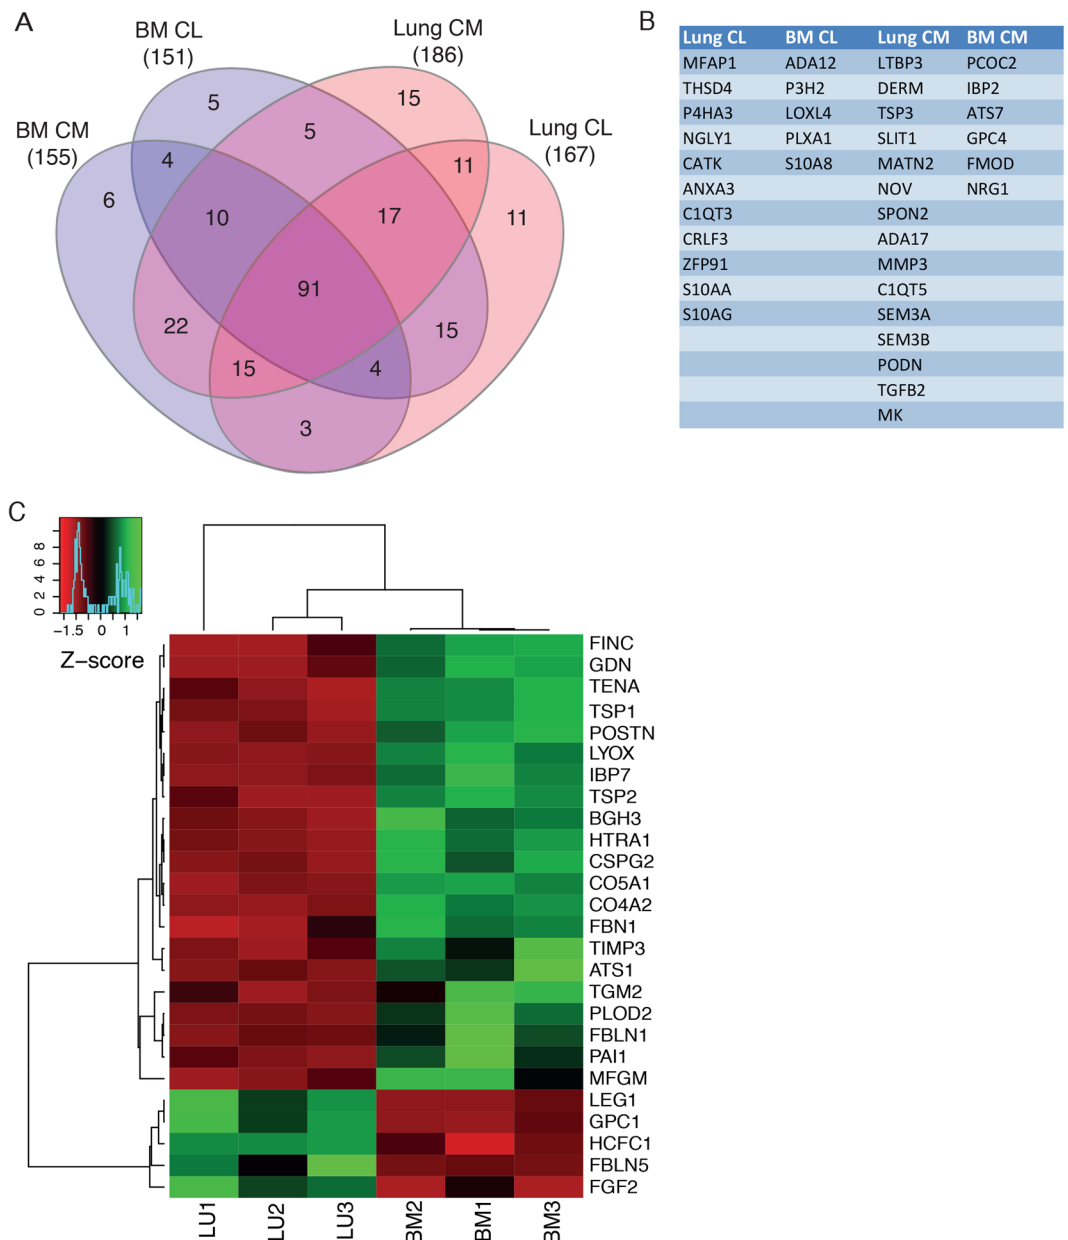 A
BM CL
(151)
Lung CM
(186)
BM CM
(155)
Lung CL
(167)
5
15
5
4
11
6
10
17
11
91
22
15
15
4
3
B
Lung CL BM CL Lung CM BM CM
MFAP1 ADA12 LTBP3 PCOC2
THSD4 P3H2 DERM IBP2
P4HA3 LOXL4 TSP3 ATS7
NGLY1 PLXA1 SLIT1 GPC4
CATK S10A8 MATN2 FMOD
ANXA3 NOV NRG1
C1QT3 SPON2
CRLF3 ADA17
ZFP91 MMP3
S10AA C1QT5
S10AG SEM3A
SEM3B
PODN
TGFB2
MK
C
0 2 4 6 8
−1.5 0 1
Z−score
FINC
GDN
TENA
TSP1
POSTN
LYOX
IBP7
TSP2
BGH3
HTRA1
CSPG2
CO5A1
CO4A2
FBN1
TIMP3
ATS1
TGM2
PLOD2
FBLN1
PAI1
MFGM
LEG1
GPC1
HCFC1
FBLN5
FGF2
LU1 LU2 LU3 BM2 BM1 BM3